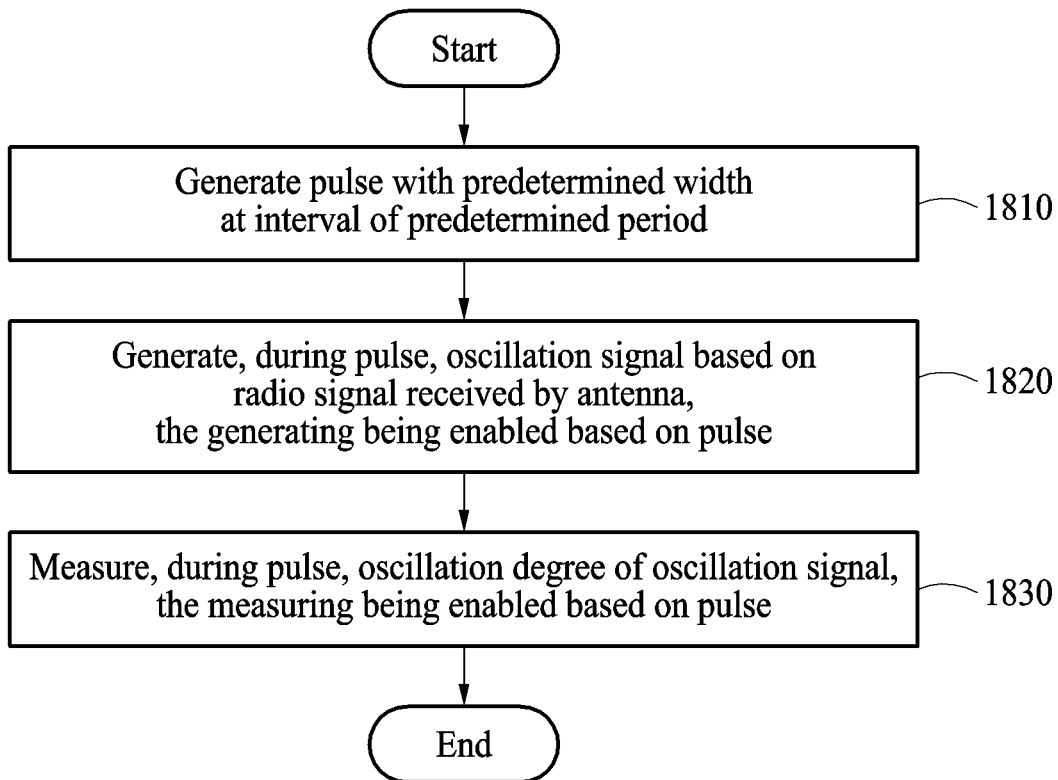 Start
Generate pulse with predetermined width
at interval of predetermined period
1810
Generate, during pulse, oscillation signal based on
radio signal received by antenna,
the generating being enabled based on pulse
1820
Measure, during pulse, oscillation degree of oscillation signal,
the measuring being enabled based on pulse
1830
End